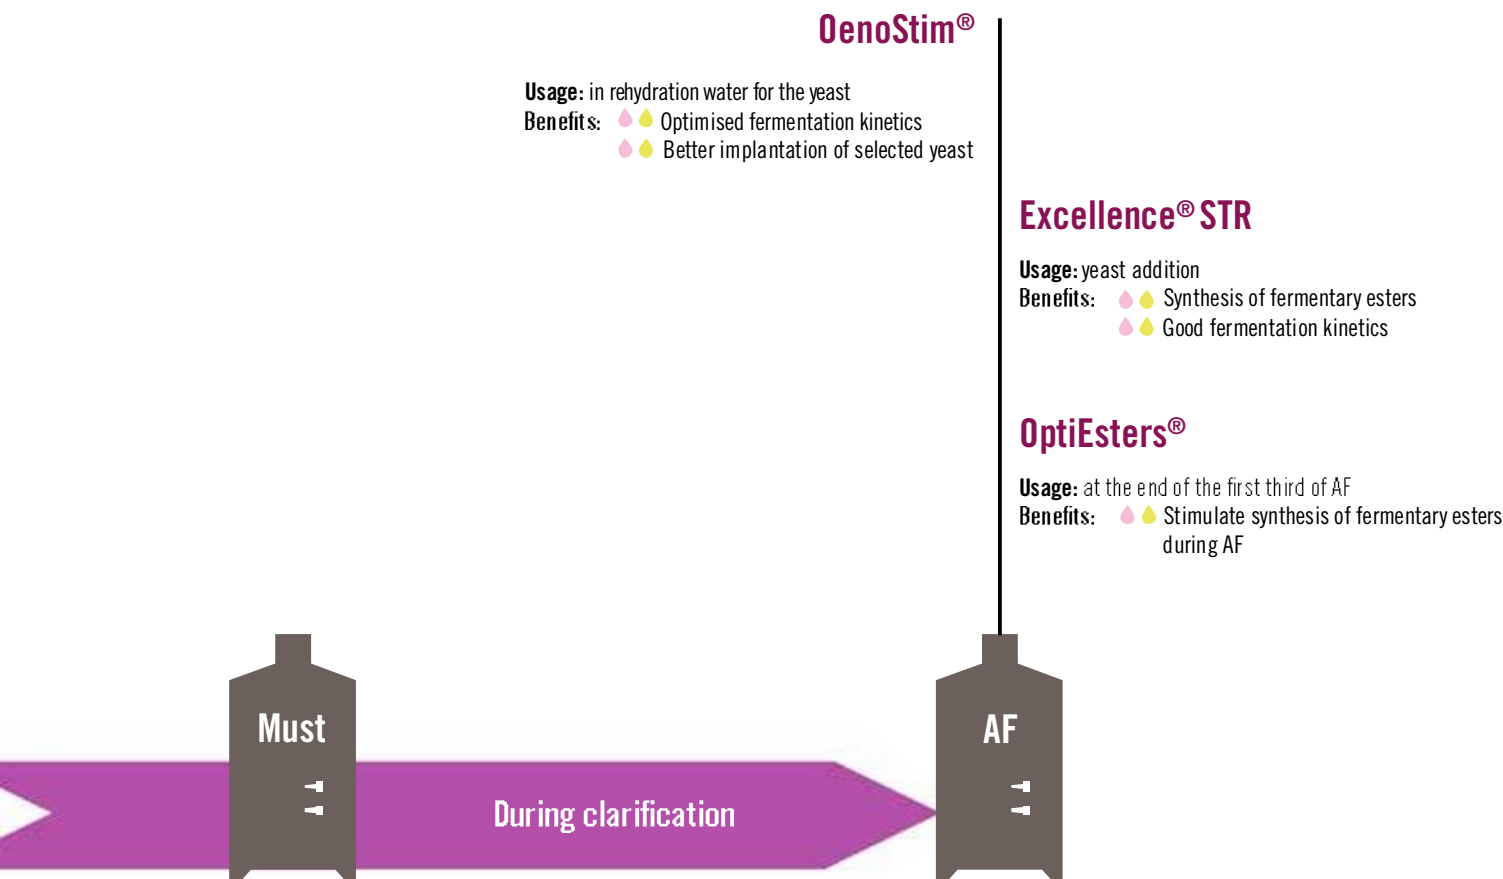 OenoStim®
Usage: in rehydration water for the yeast
Benefits: Optimised fermentation kinetics
Better implantation of selected yeast
Excellence® STR
Usage: yeast addition
Benefits: Synthesis of fermentary esters
Good fermentation kinetics
OptiEsters®
Usage: at the end of the first third of AF
Benefits: Stimulate synthesis of fermentary esters
during AF
Must
AF
During clarification